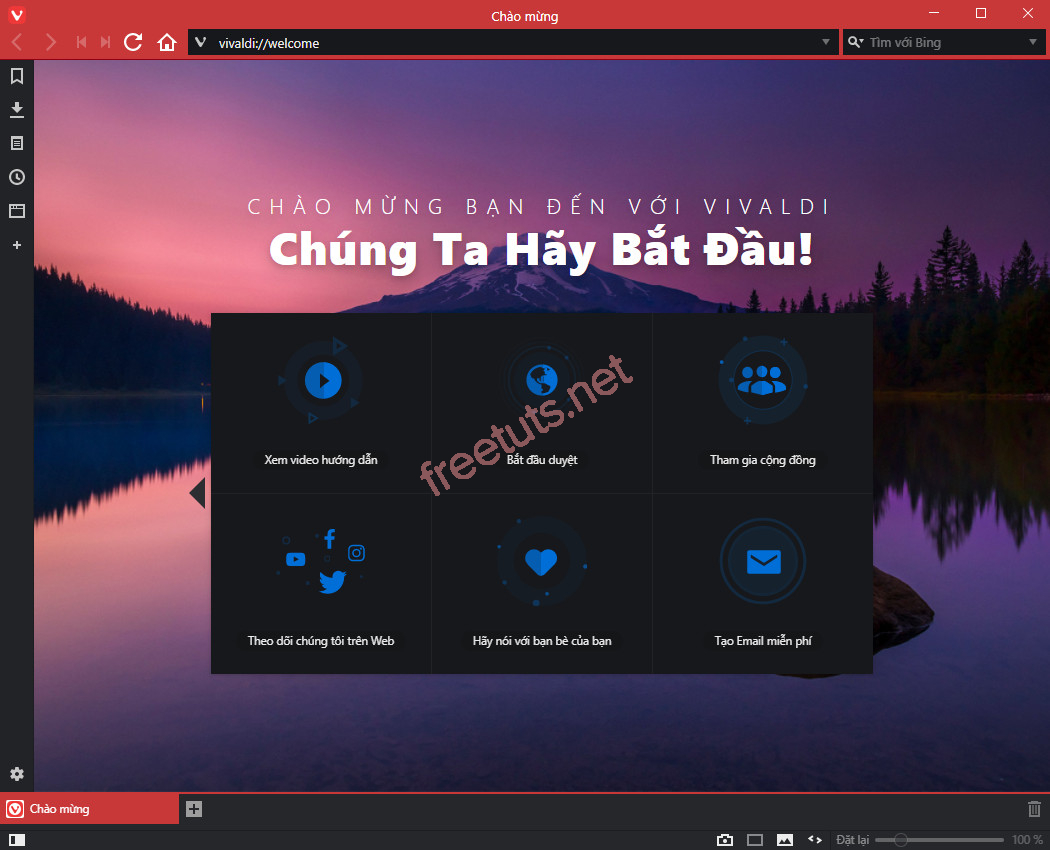 Chào mừng
vivaldi://welcome
Tìm với Bing
CHÀO MỪNG BẠN ĐẾN VỚI VIVALDI
Chúng Ta Hãy Bắt Đầu!
Xem video hướng dẫn
Bắt đầu duyệt
Tham gia cộng đồng
freetuts.net
Theo dõi chúng tôi trên Web
Hãy nói với bạn bè của bạn
Tạo Email miễn phí
Chào mừng
Đặt lại
100 %